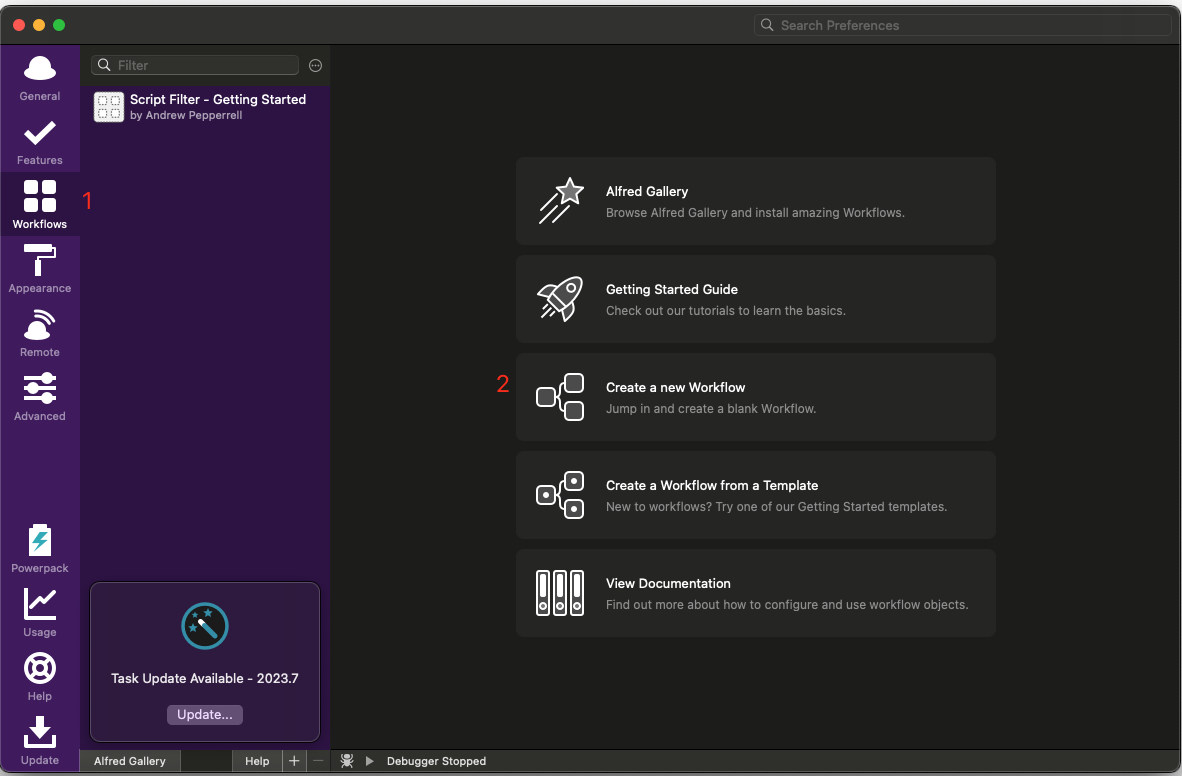 Search Preferences
General
Features
Workflows
1
Appearance
Remote
Advanced
Powerpack
Usage
Help
Update
Filter
Script Filter - Getting Started
by Andrew Pepperrell
Task Update Available - 2023.7
Update...
Alfred Gallery
Help
+
−
Alfred Gallery
Browse Alfred Gallery and install amazing Workflows.
Getting Started Guide
Check out our tutorials to learn the basics.
2
Create a new Workflow
Jump in and create a blank Workflow.
Create a Workflow from a Template
New to workflows? Try one of our Getting Started templates.
View Documentation
Find out more about how to configure and use workflow objects.
Debugger Stopped